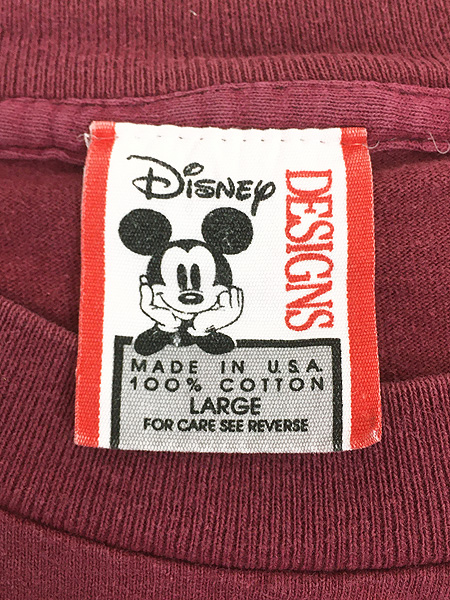 Disney
DESIGNS
MADE IN U.S.A.
100% COTTON
LARGE
FOR CARE SEE REVERSE